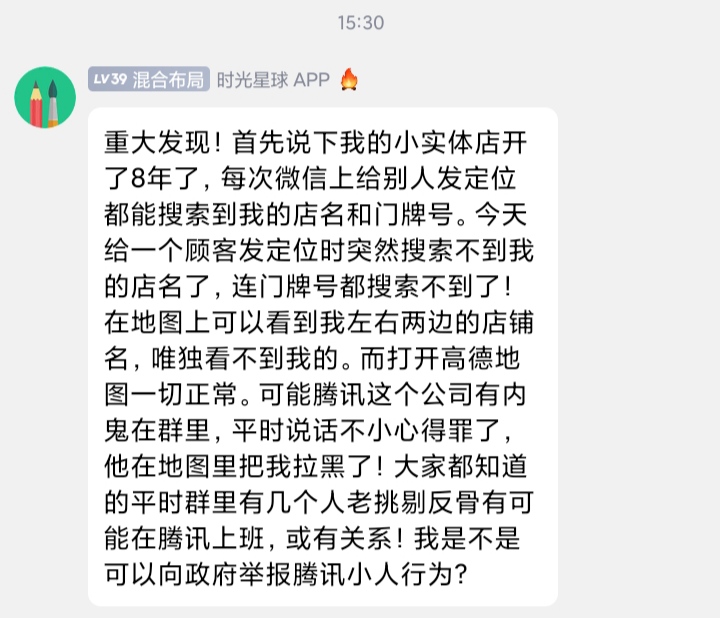 15:30
LV39 混合布局 时光星球 APP 🔥
重大发现！首先说下我的小实体店开
了8年了，每次微信上给别人发定位
都能搜索到我的店名和门牌号。今天
给一个顾客发定位时突然搜索不到我
的店名了，连门牌号都搜索不到了！
在地图上可以看到我左右两边的店铺
名，唯独看不到我的。而打开高德地
图一切正常。可能腾讯这个公司有内
鬼在群里，平时说话不小心得罪了，
他在地图里把我拉黑了！大家都知道
的平时群里有几个人老挑剔反骨有可
能在腾讯上班，或有关系！我是不是
可以向政府举报腾讯小人行为？